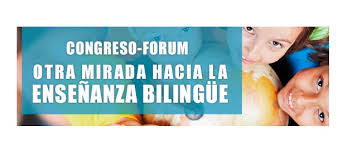 CONGRESO-FORUM
OTRA MIRADA HACIA LA
ENSEÑANZA BILINGÜE